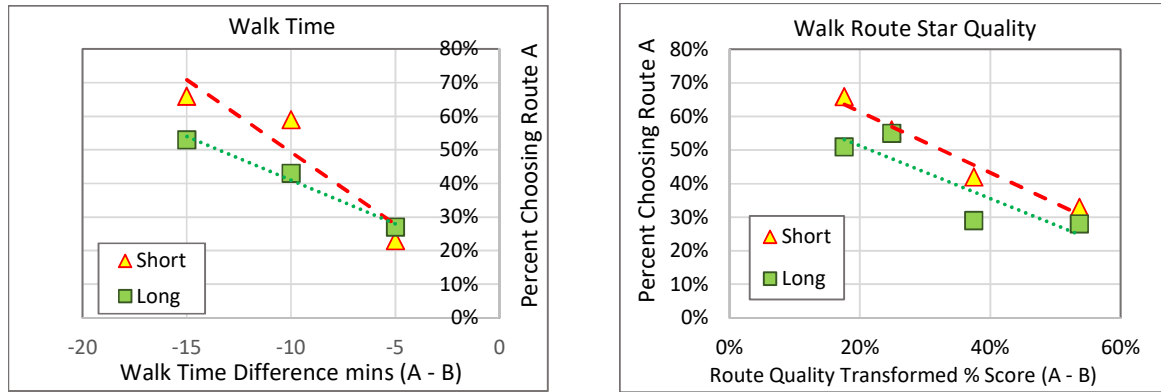 Walk Time
80%
70%
60%
50%
40%
30%
20%
10%
0%
Percent Choosing Route A
Short
Long
-20
-15
-10
-5
0
Walk Time Difference mins (A - B)
Walk Route Star Quality
Percent Choosing Route A
80%
70%
60%
50%
40%
30%
20%
10%
0%
Short
Long
0%
20%
40%
60%
Route Quality Transformed % Score (A - B)